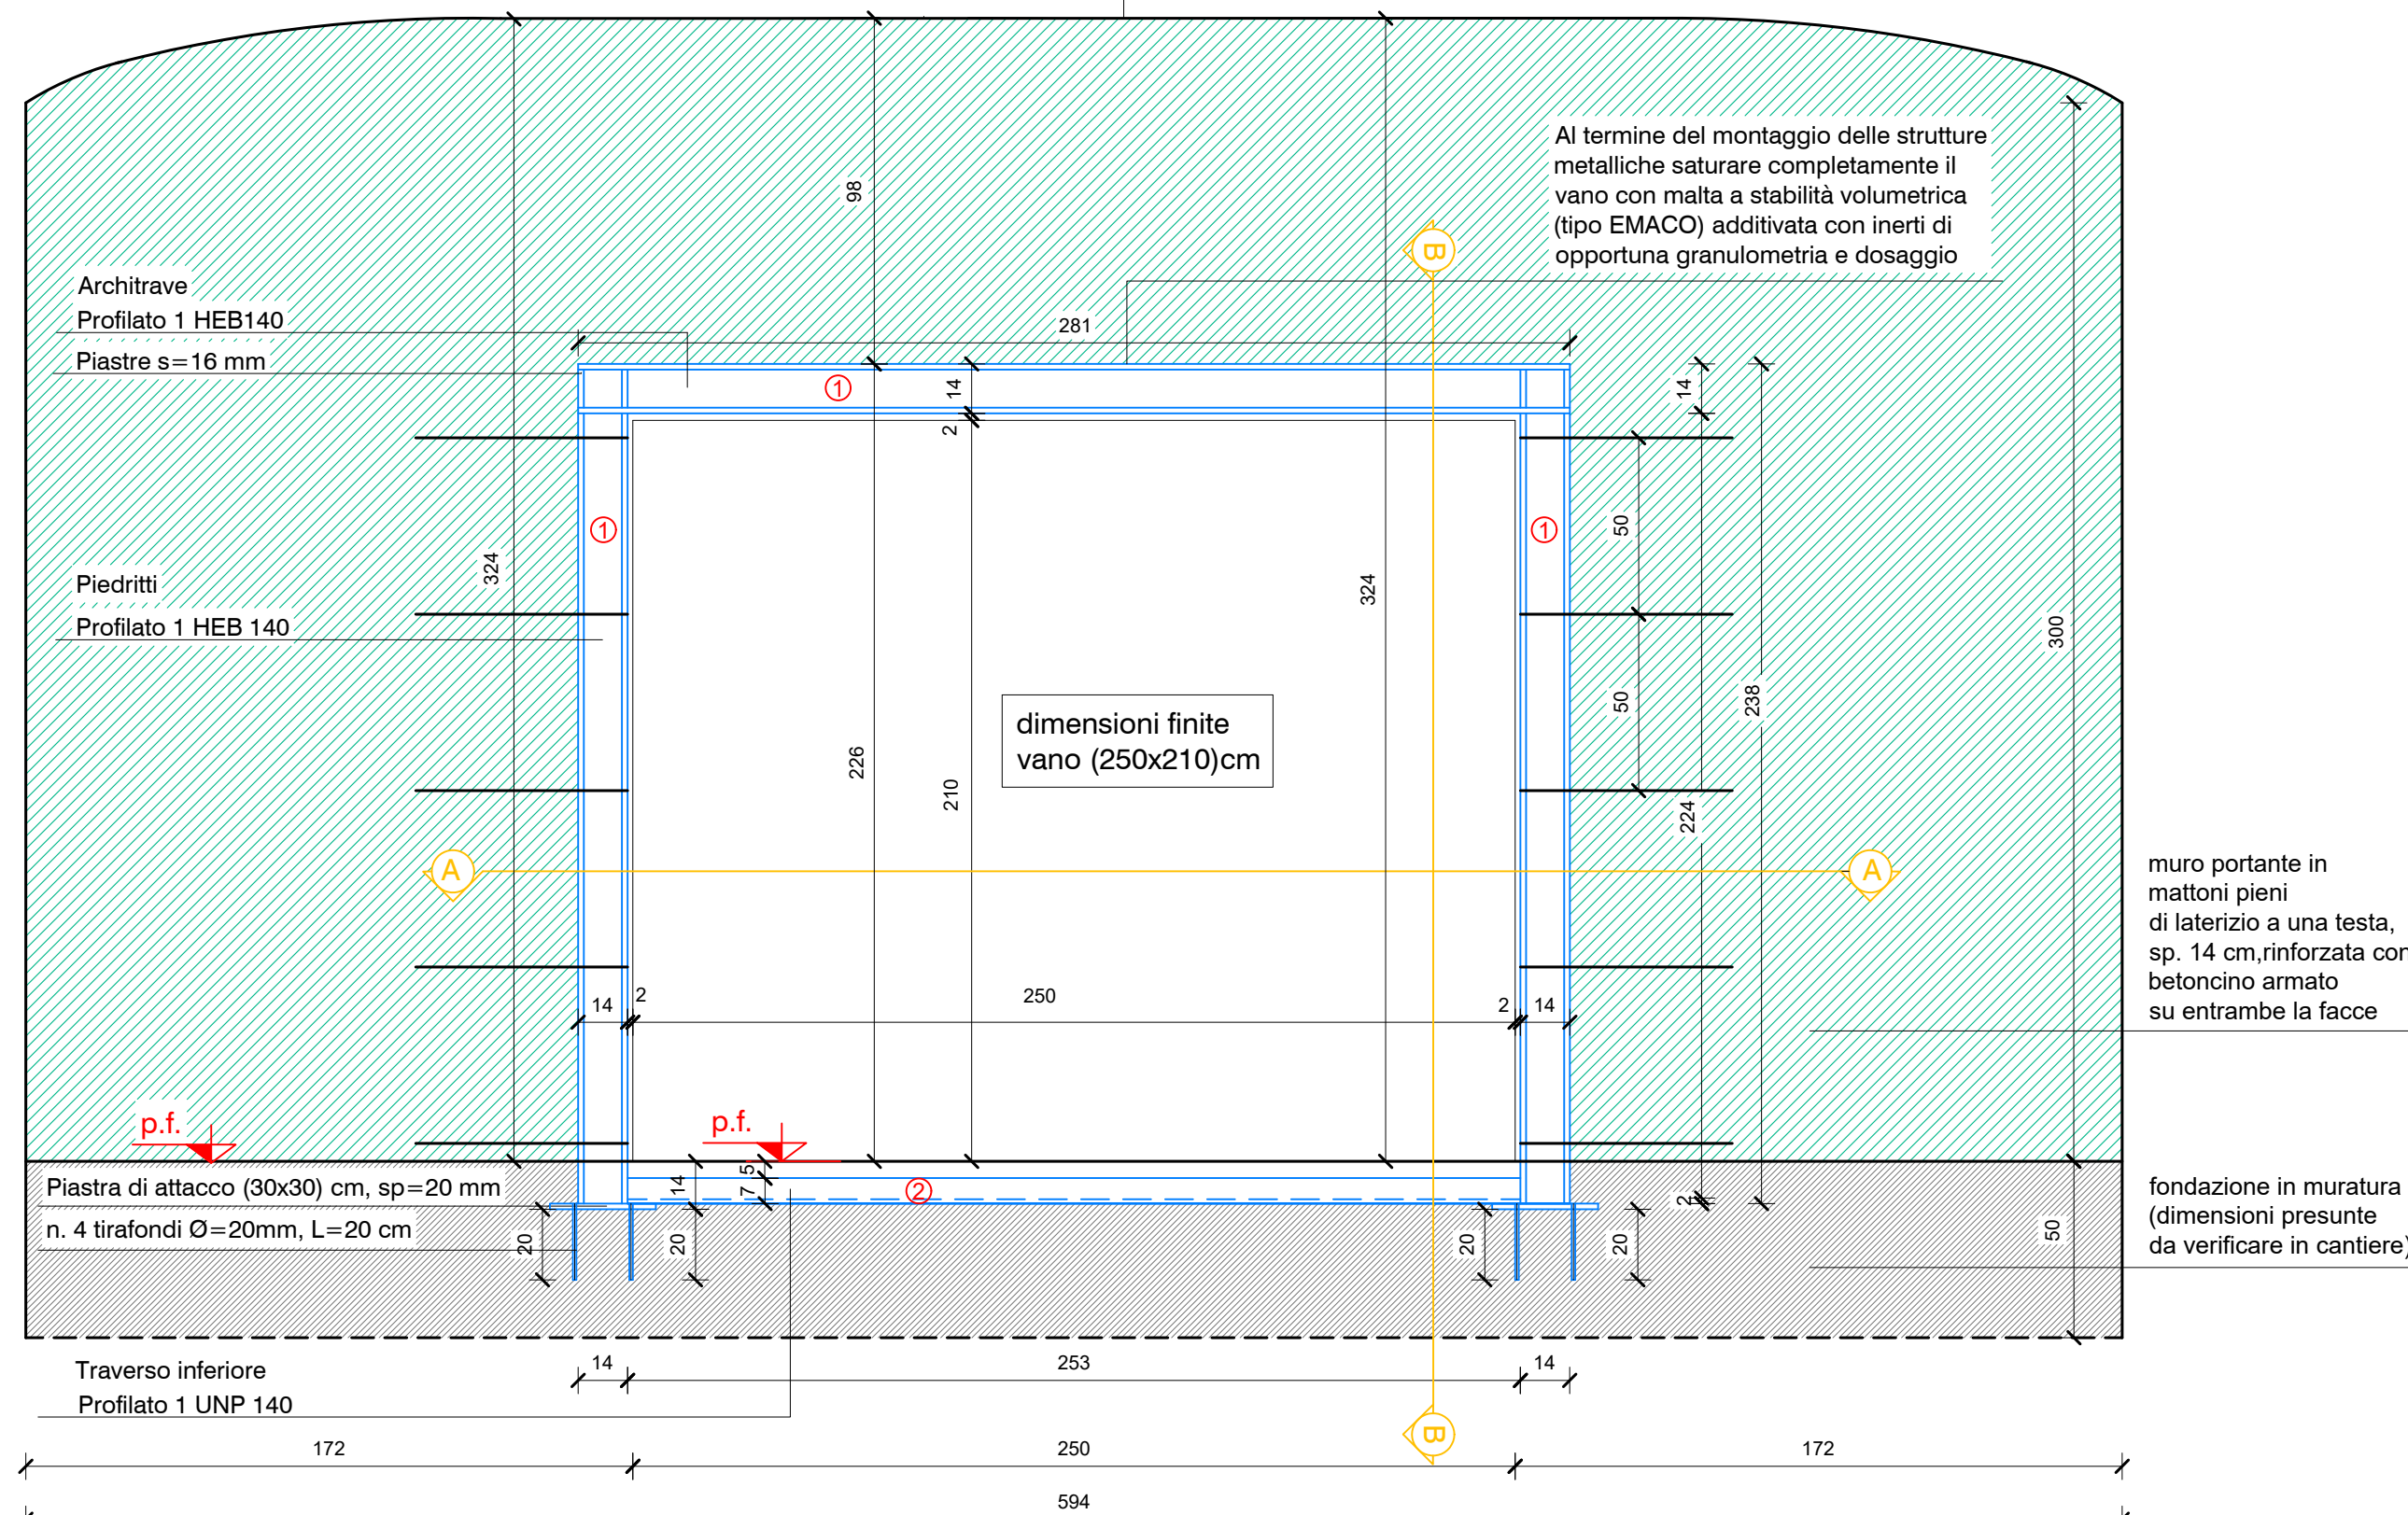 98
Al termine del montaggio delle strutture
metalliche saturare completamente il
vano con malta a stabilità volumetrica
(tipo EMACO) additivata con inerti di
opportuna granulometria e dosaggio
B
Architrave
Profilato 1 HEB140
Piastre s=16 mm
281
1
14
2
14
1
1
50
324
324
Piedritti
Profilato 1 HEB 140
300
50
238
dimensioni finite
vano (250x210)cm
226
210
224
A
A
muro portante in
mattoni pieni
di laterizio a una testa,
sp. 14 cm,rinforzata con
betoncino armato
su entrambe la facce
14
2
250
2
14
p.f.
p.f.
5
7
14
2
2
Piastra di attacco (30x30) cm, sp=20 mm
n. 4 tirafondi Ø=20mm, L=20 cm
20
20
20
20
50
fondazione in muratura
(dimensioni presunte
da verificare in cantiere)
Traverso inferiore
Profilato 1 UNP 140
14
253
14
B
172
250
172
594